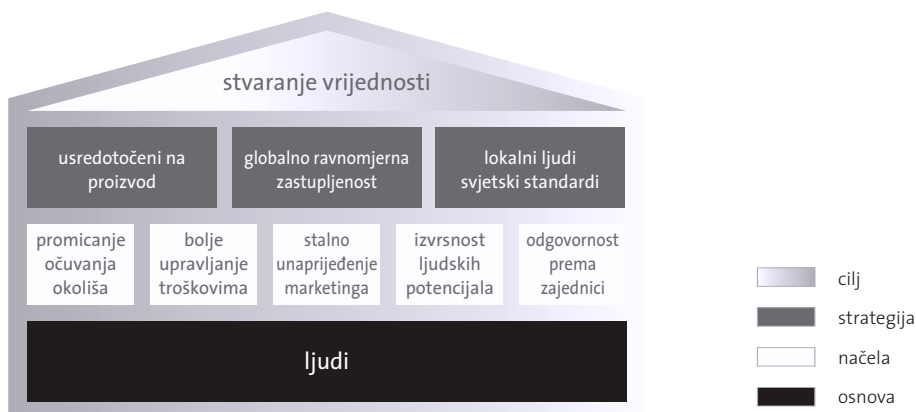 stvaranje vrijednosti
usredotočeni na
proizvod
globalno ravnomjerna
zastupljenost
lokalni ljudi
svjetski standardi
promicanje
očuvanja
okoliša
bolje
upravljanje
troškovima
stalno
unaprijeđenje
marketinga
izvrsnost
ljudskih
potencijala
odgovornost
prema
zajednici
ljudi
cilj
strategija
načela
osnova